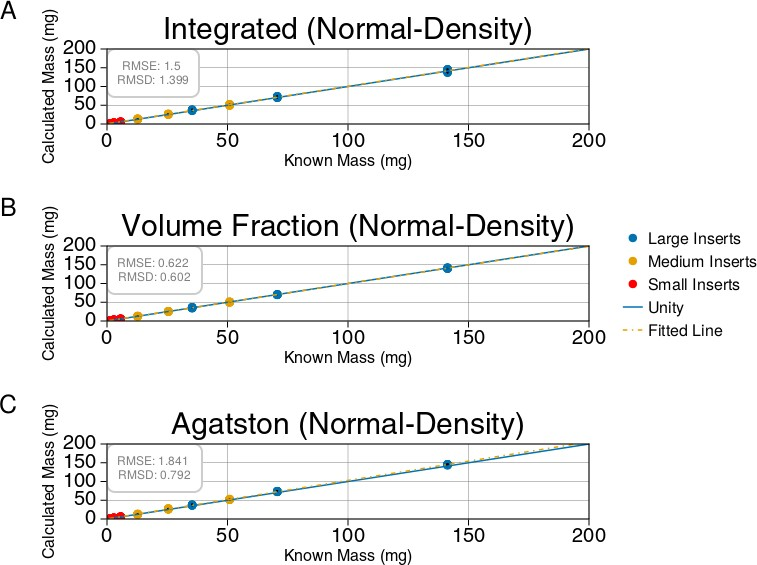 A
Integrated (Normal-Density)
Calculated Mass (mg)
200
150
100
50
0
RMSE: 1.5
RMSD: 1.399
0 50 100 150 200
Known Mass (mg)
B
Volume Fraction (Normal-Density)
Calculated Mass (mg)
200
150
100
50
0
RMSE: 0.622
RMSD: 0.602
0 50 100 150 200
Known Mass (mg)
Large Inserts
Medium Inserts
Small Inserts
Unity
Fitted Line
C
Agatston (Normal-Density)
Calculated Mass (mg)
200
150
100
50
0
RMSE: 1.841
RMSD: 0.792
0 50 100 150 200
Known Mass (mg)